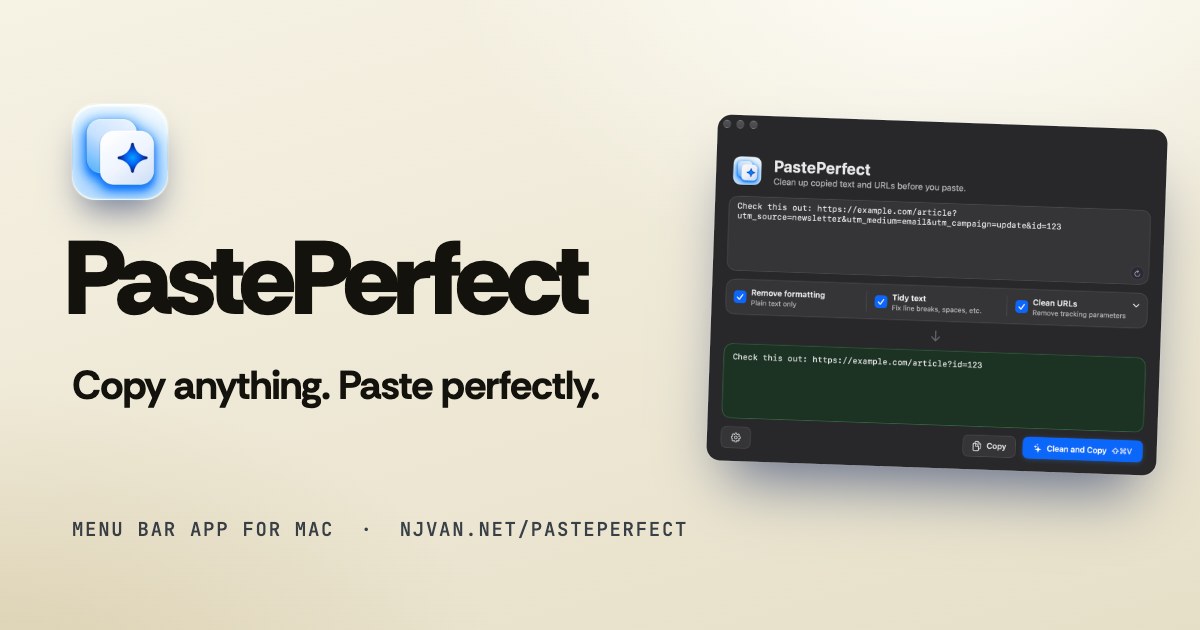 PastePerfect
Copy anything. Paste perfectly.
MENU BAR APP FOR MAC · NJVAN.NET/PASTEPERFECT
PastePerfect
Clean up copied text and URLs before you paste.
Check this out: https://example.com/article?
utm_source=newsletter&utm_medium=email&utm_campaign=update&id=123
Remove formatting
Plain text only
Tidy text
Fix line breaks, spaces, etc.
Clean URLs
Remove tracking parameters
Check this out: https://example.com/article?id=123
Copy
Clean and Copy ⇧⌘V